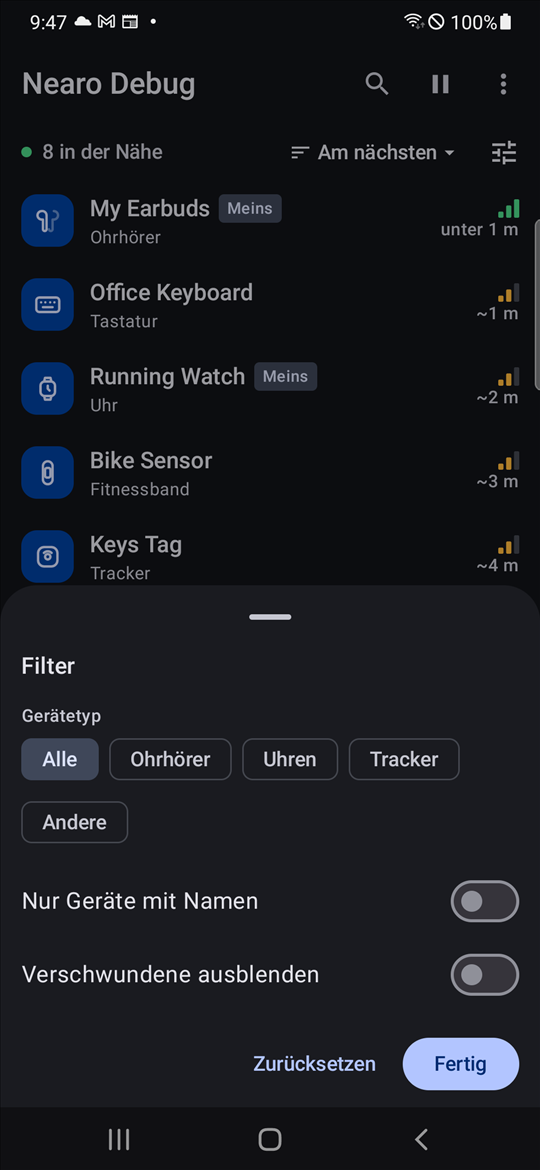 9:47
100%
Nearo Debug
8 in der Nähe
Am nächsten
My Earbuds Meins
Ohrhörer
unter 1 m
Office Keyboard
Tastatur
~1 m
Running Watch Meins
Uhr
~2 m
Bike Sensor
Fitnessband
~3 m
Keys Tag
Tracker
~4 m
Filter
Gerätetyp
Alle Ohrhörer Uhren Tracker
Andere
Nur Geräte mit Namen
Verschwundene ausblenden
Zurücksetzen Fertig